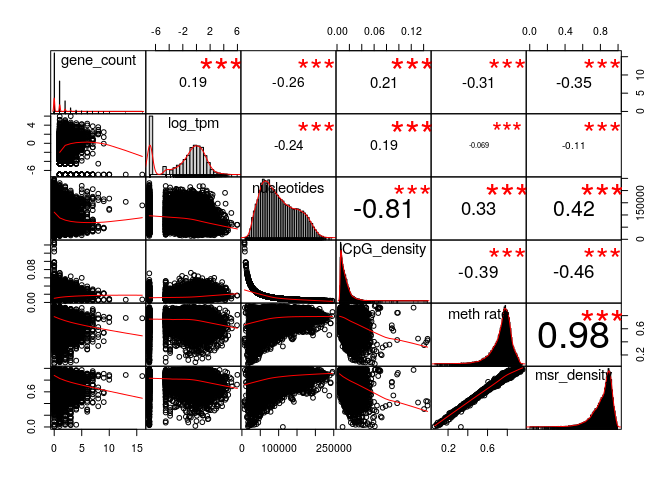 -6 -2 2 6 0.00 0.06 0.12 0.0 0.4 0.8
gene_count *** 0.19 *** -0.26 *** 0.21 *** -0.31 *** -0.35 0 5 10 15
-6 0 4 log_tpm *** -0.24 *** 0.19 *** -0.069 *** -0.11
nusleotides *** -0.81 *** 0.33 *** 0.42 0 150000
0.00 0.08 CpG_density *** -0.39 *** -0.46
meth rate *** 0.98 0.2 0.6
0.0 0.6 msr_density
0 5 10 15 0 100000 250000 0.2 0.6